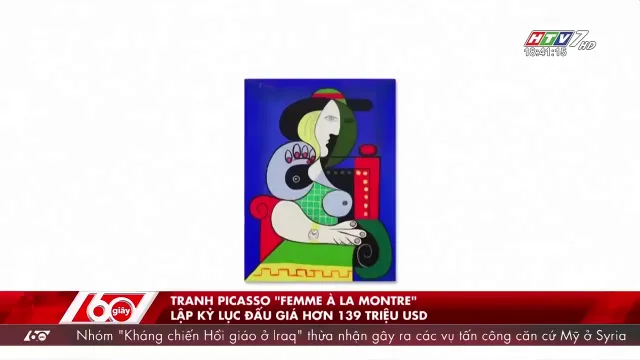 HTV7 HD
18:41:15
60 giây
TRANH PICASSO "FEMME À LA MONTRE"
LẬP KỶ LỤC ĐẤU GIÁ HƠN 139 TRIỆU USD
60s Nhóm "Kháng chiến Hồi giáo ở Iraq" thừa nhận gây ra các vụ tấn công căn cứ Mỹ ở Syria